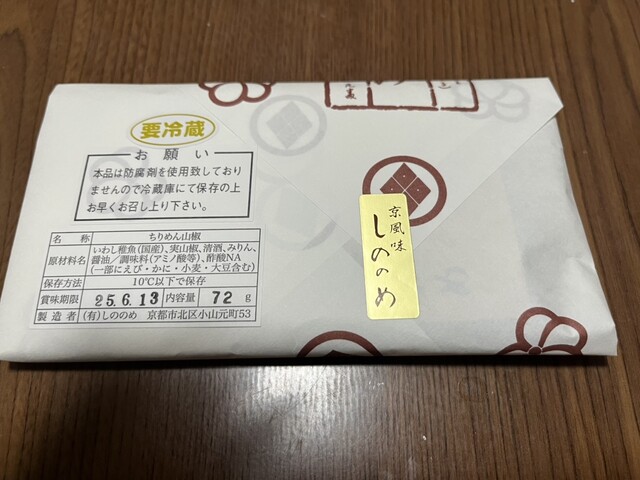 要冷蔵
お願い
本品は防腐剤を使用致しており
ませんので冷蔵庫にて保存の上
お早くお召し上り下さい。
名称 ちりめん山椒
原材料名 いわし稚魚(国産)、実山椒、清酒、みりん、
醤油/調味料(アミノ酸等)、酢酸NA
(一部にえび・かに・小麦・大豆含む)
保存方法 10℃以下で保存
賞味期限 25.6.13 内容量 72g
製造者 (有)しののめ 京都市北区小山元町53
京風味
しののめ